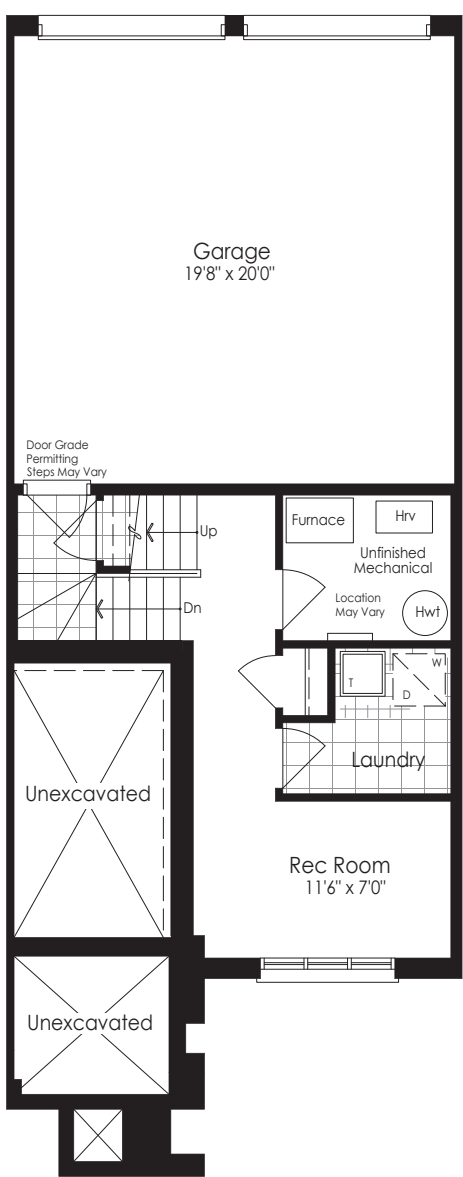 Garage
19'8" x 20'0"
Door Grade
Permitting
Steps May Vary
Up
Dn
Furnace
Hrv
Unfinished
Mechanical
Location
May Vary
Hwt
T
W
D
Laundry
Unexcavated
Rec Room
11'6" x 7'0"
Unexcavated